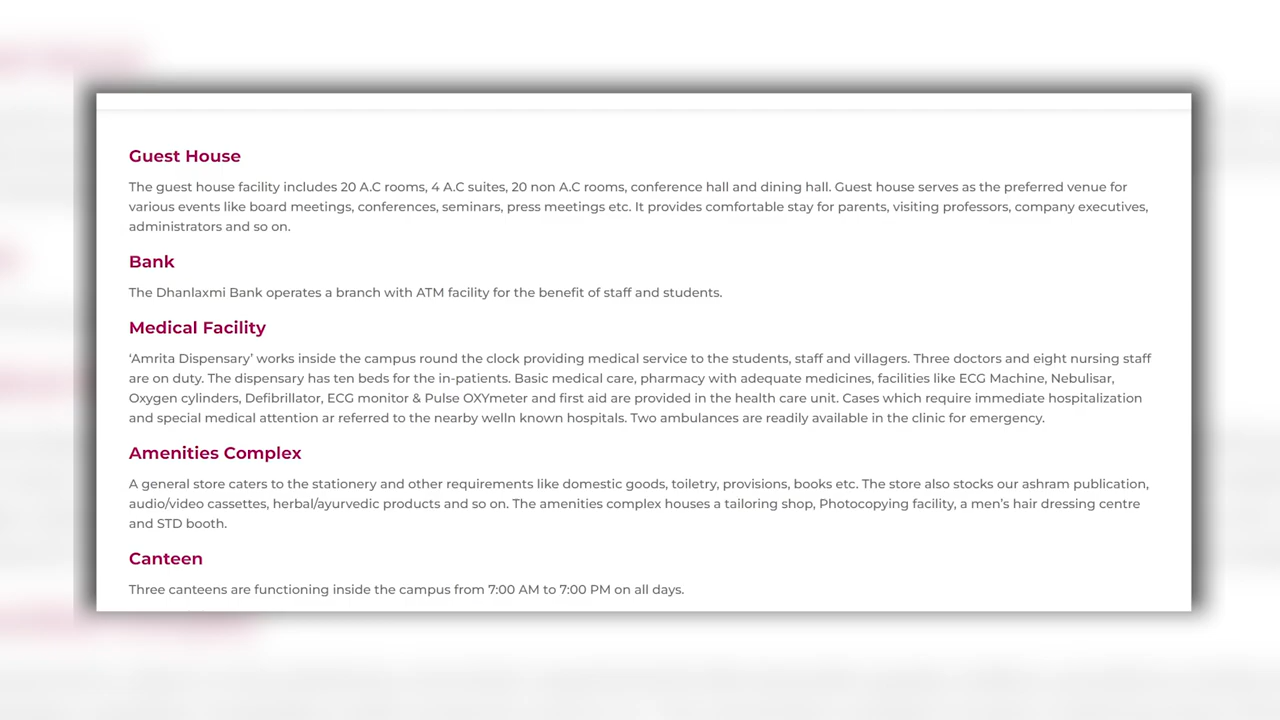 Guest House
The guest house facility includes 20 A.C rooms, 4 A.C suites, 20 non A.C rooms, conference hall and dining hall. Guest house serves as the preferred venue for
various events like board meetings, conferences, seminars, press meetings etc. It provides comfortable stay for parents, visiting professors, company executives,
administrators and so on.
Bank
The Dhanlaxmi Bank operates a branch with ATM facility for the benefit of staff and students.
Medical Facility
‘Amrita Dispensary’ works inside the campus round the clock providing medical service to the students, staff and villagers. Three doctors and eight nursing staff
are on duty. The dispensary has ten beds for the in-patients. Basic medical care, pharmacy with adequate medicines, facilities like ECG Machine, Nebulisar,
Oxygen cylinders, Defibrillator, ECG monitor & Pulse OXYmeter and first aid are provided in the health care unit. Cases which require immediate hospitalization
and special medical attention ar referred to the nearby welln known hospitals. Two ambulances are readily available in the clinic for emergency.
Amenities Complex
A general store caters to the stationery and other requirements like domestic goods, toiletry, provisions, books etc. The store also stocks our ashram publication,
audio/video cassettes, herbal/ayurvedic products and so on. The amenities complex houses a tailoring shop, Photocopying facility, a men’s hair dressing centre
and STD booth.
Canteen
Three canteens are functioning inside the campus from 7:00 AM to 7:00 PM on all days.